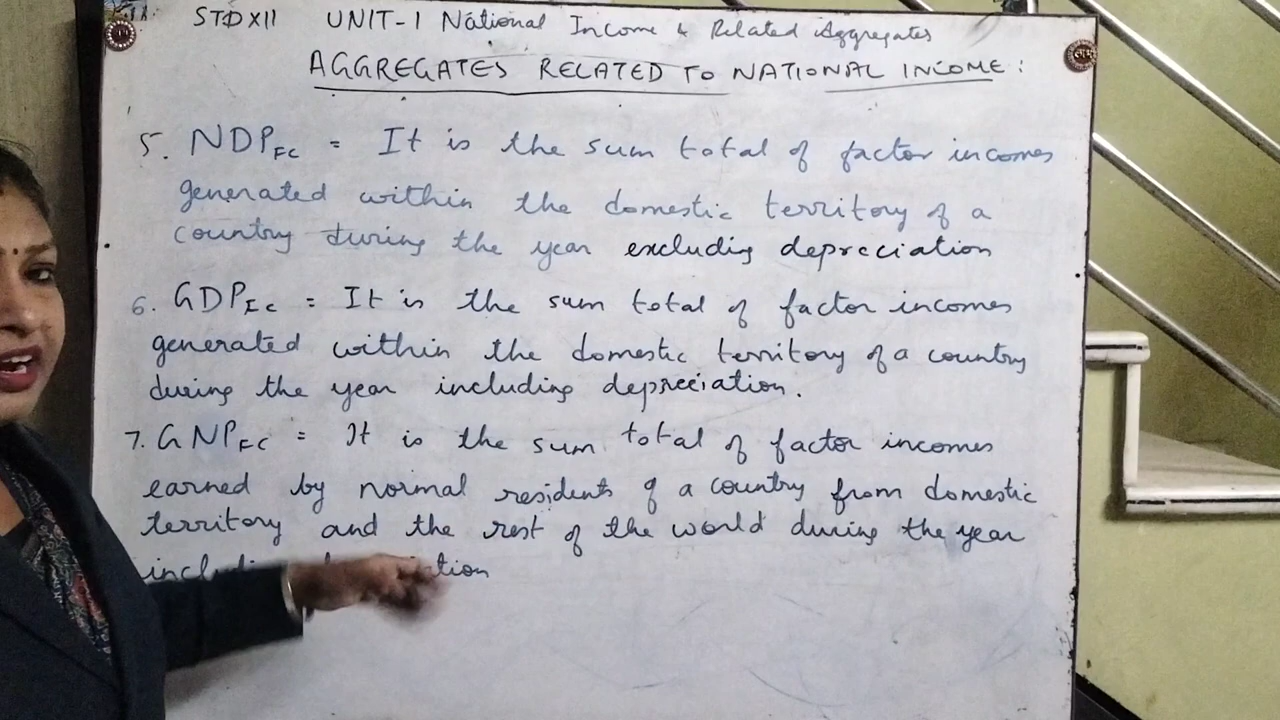 STD XII UNIT-1 National Income & Related Aggregates
AGGREGATES RELATED TO NATIONAL INCOME:
5. NDPFC = It is the sum total of factor incomes
generated within the domestic territory of a
country during the year excluding depreciation
6. GDPFC = It is the sum total of factor incomes
generated within the domestic territory of a country
during the year including depreciation.
7. GNPFC = It is the sum total of factor incomes
earned by normal residents of a country from domestic
territory and the rest of the world during the year